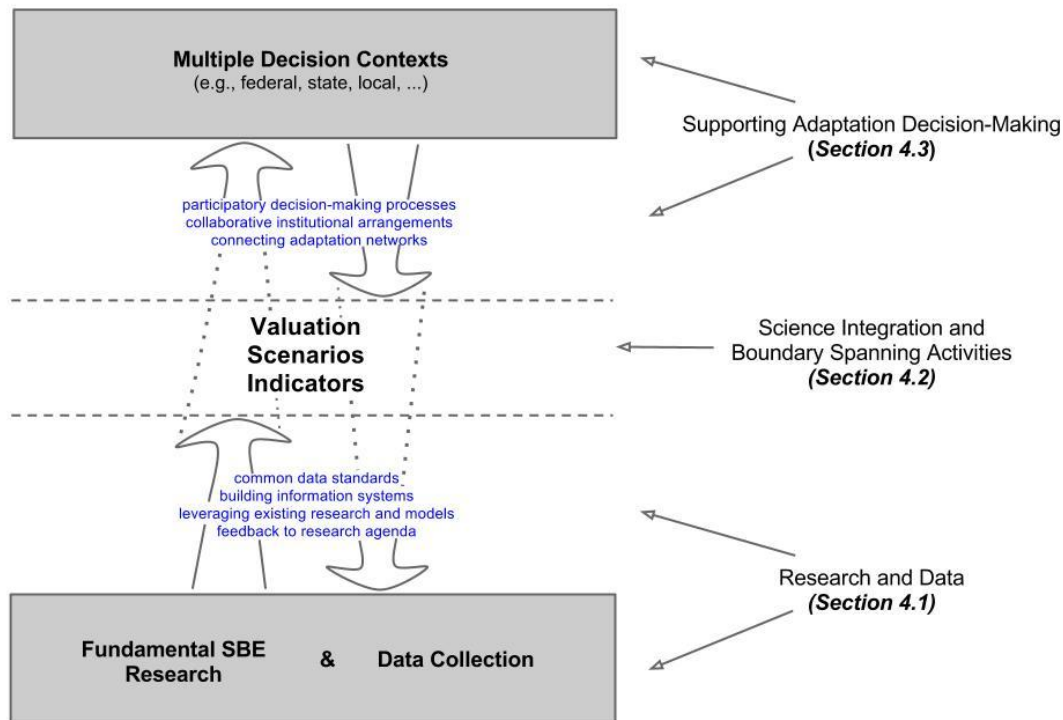 Multiple Decision Contexts
(e.g., federal, state, local, ...)
Supporting Adaptation Decision-Making
(Section 4.3)
participatory decision-making processes
collaborative institutional arrangements
connecting adaptation networks
Valuation
Scenarios
Indicators
Science Integration and
Boundary Spanning Activities
(Section 4.2)
common data standards
building information systems
leveraging existing research and models
feedback to research agenda
Research and Data
(Section 4.1)
Fundamental SBE
Research
&
Data Collection